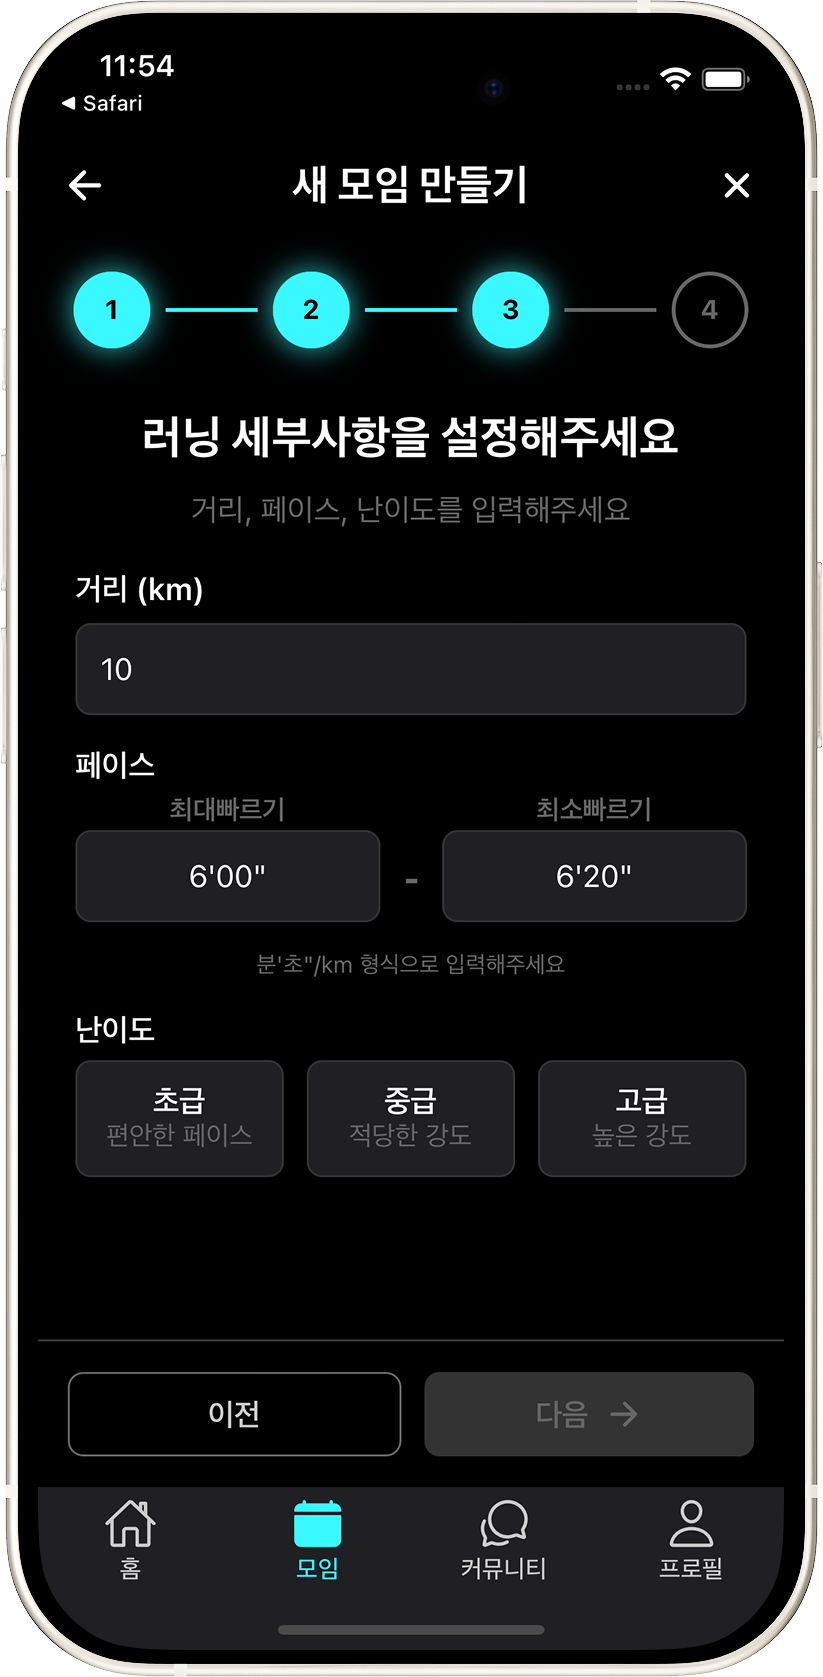 11:54
◀ Safari
새 모임 만들기
1 2 3 4
러닝 세부사항을 설정해주세요
거리, 페이스, 난이도를 입력해주세요
거리 (km)
10
페이스
최대빠르기 최소빠르기
6'00" - 6'20"
분'초"/km 형식으로 입력해주세요
난이도
초급 중급 고급
편안한 페이스 적당한 강도 높은 강도
이전 다음 →
홈 모임 커뮤니티 프로필